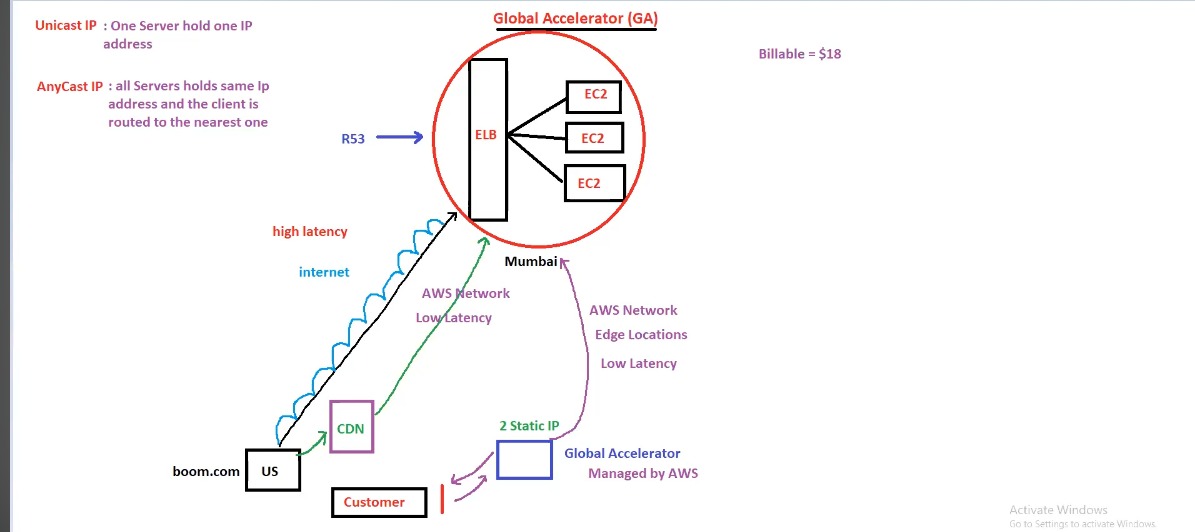 Global Accelerator (GA)
Unicast IP : One Server hold one IP
address
Billable = $18
AnyCast IP : all Servers holds same Ip
address and the client is
routed to the nearest one
R53
ELB
EC2
EC2
EC2
high latency
internet
Mumbai
AWS Network
Low Latency
AWS Network
Edge Locations
Low Latency
CDN
2 Static IP
boom.com
US
Global Accelerator
Managed by AWS
Customer
Activate Windows
Go to Settings to activate Windows.